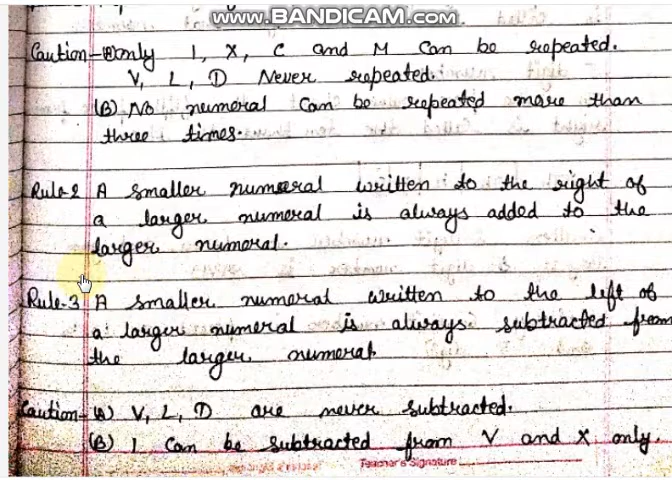 www.BANDICAM.com
Caution - (A) Only I, X, C and M Can be repeated.
V, L, D Never repeated.
(B) No numeral Can be repeated more than
three times.
Rule-2 A smaller numeral written to the right of
a larger numeral is always added to the
larger numeral.
Rule-3 A smaller numeral written to the left of
a larger numeral is always subtracted from
the larger numeral
Caution- (A) V, L, D are never subtracted.
(B) I Can be subtracted from V and X only.
Teacher's Signature